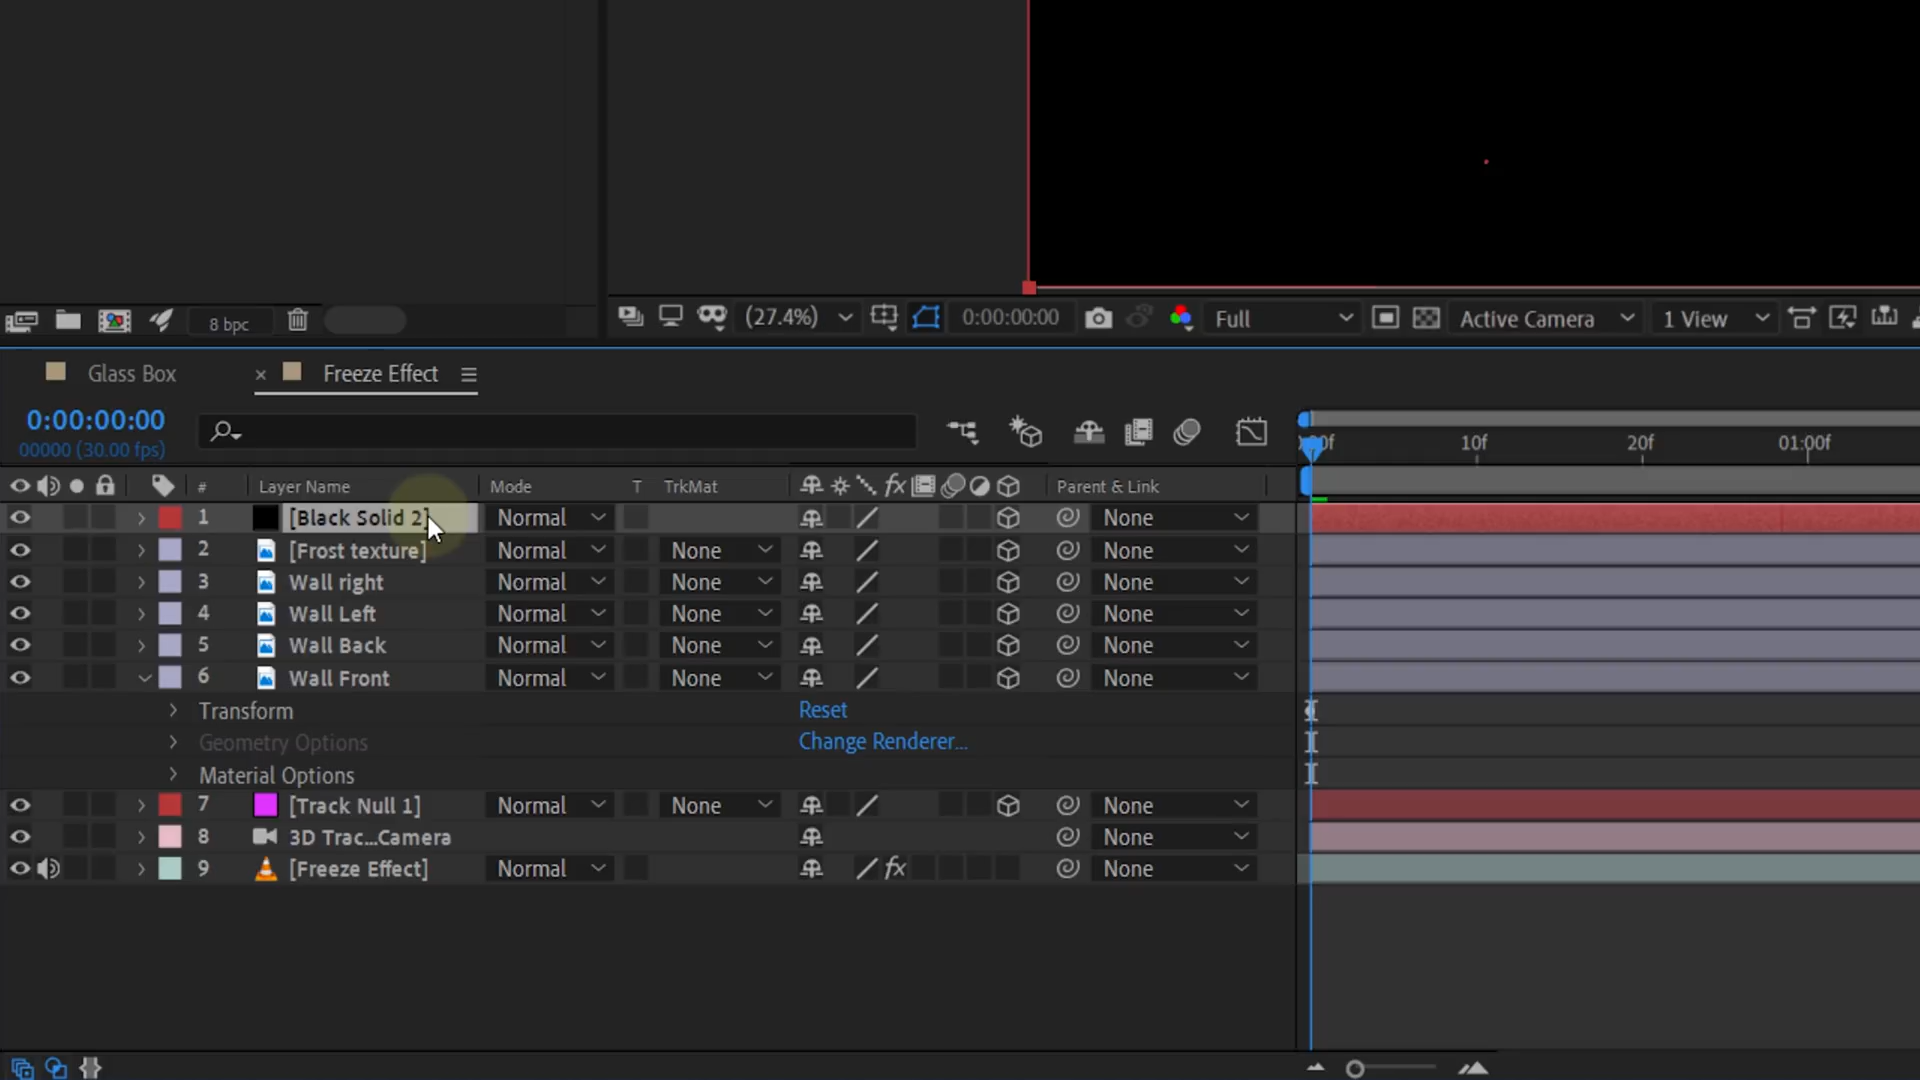 8 bpc (27.4%) 0:00:00:00 Full Active Camera 1 View
Glass Box × Freeze Effect
0:00:00:00
00000 (30.00 fps)
10f 20f 01:00f
# Layer Name Mode T TrkMat fx Parent & Link
1 [Black Solid 2] Normal None
2 [Frost texture] Normal None None
3 Wall right Normal None None
4 Wall Left Normal None None
5 Wall Back Normal None None
6 Wall Front Normal None None
Transform Reset
Geometry Options Change Renderer...
Material Options
7 [Track Null 1] Normal None None
8 3D Trac...Camera None
9 [Freeze Effect] Normal fx None